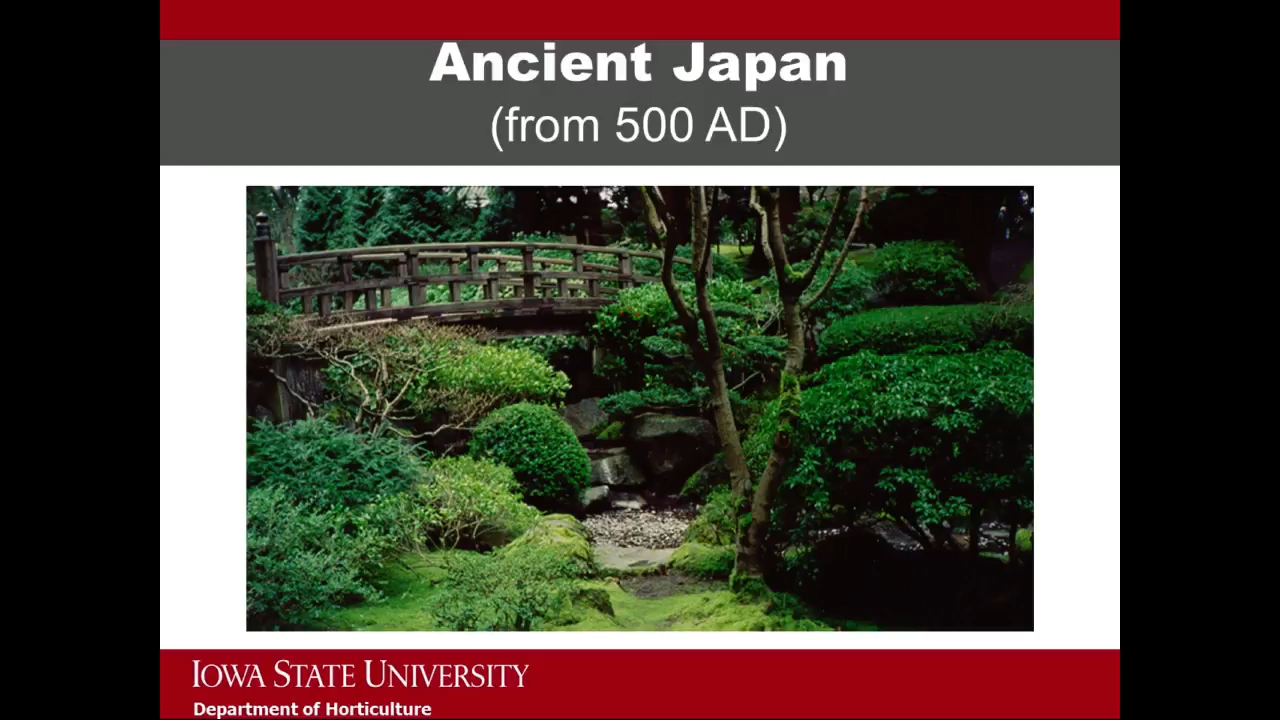 Ancient Japan
(from 500 AD)
IOWA STATE UNIVERSITY
Department of Horticulture